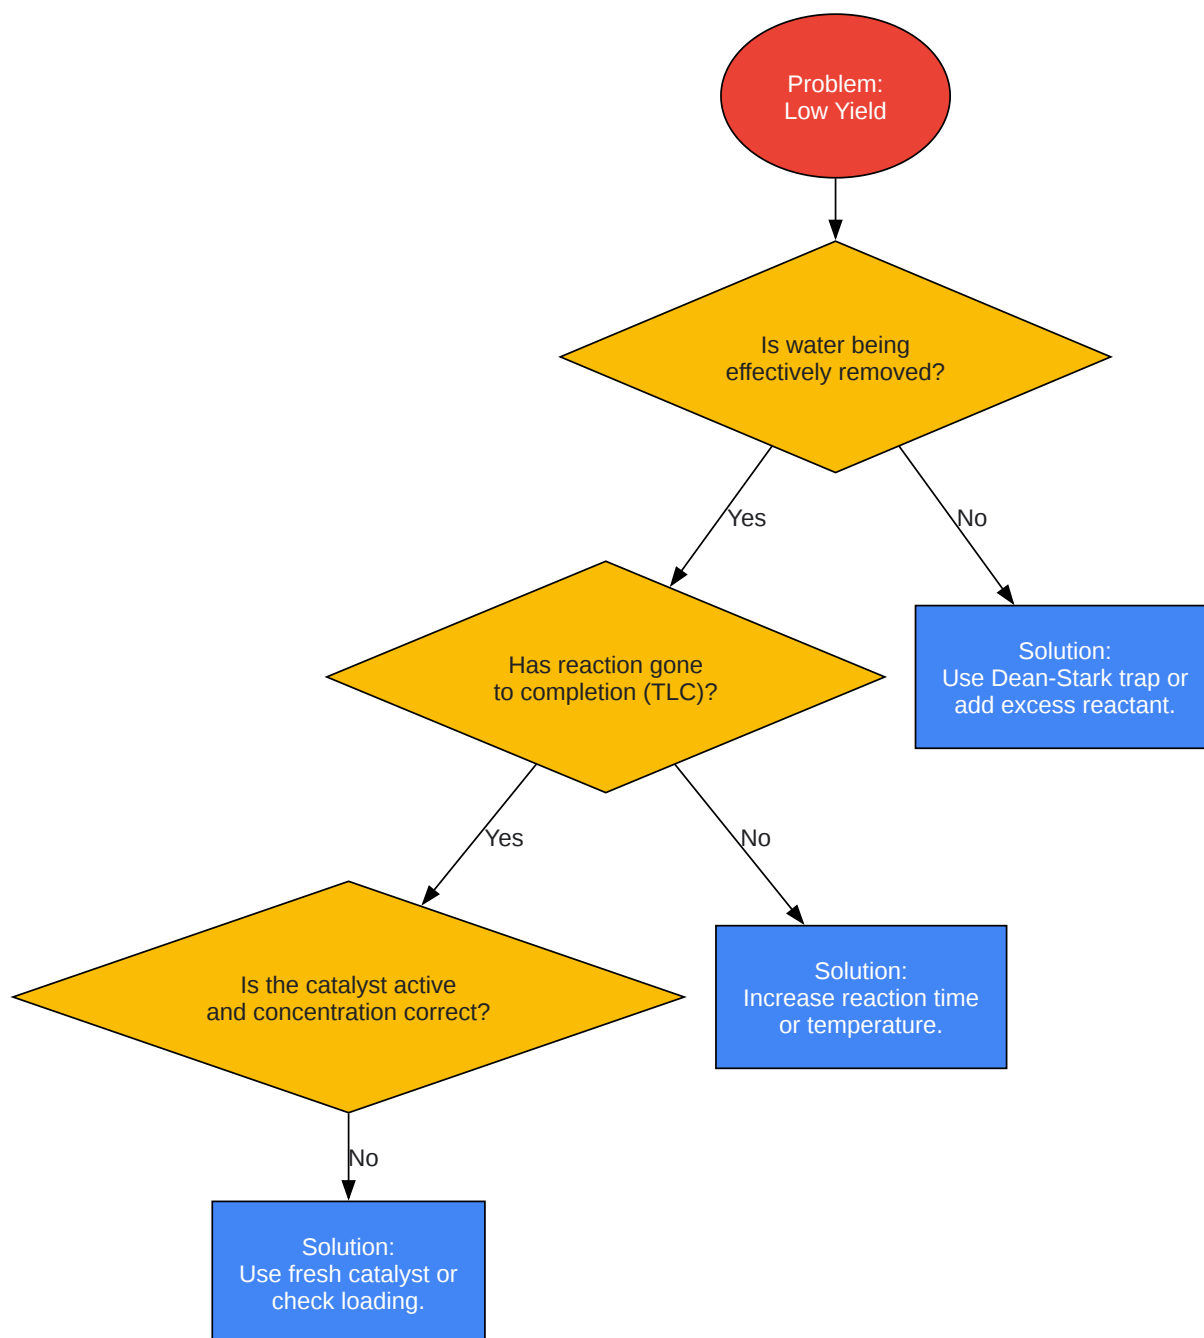 Problem:
Low Yield
Is water being
effectively removed?
Yes
No
Has reaction gone
to completion (TLC)?
Solution:
Use Dean-Stark trap or
add excess reactant.
Yes
No
Is the catalyst active
and concentration correct?
Solution:
Increase reaction time
or temperature.
No
Solution:
Use fresh catalyst or
check loading.